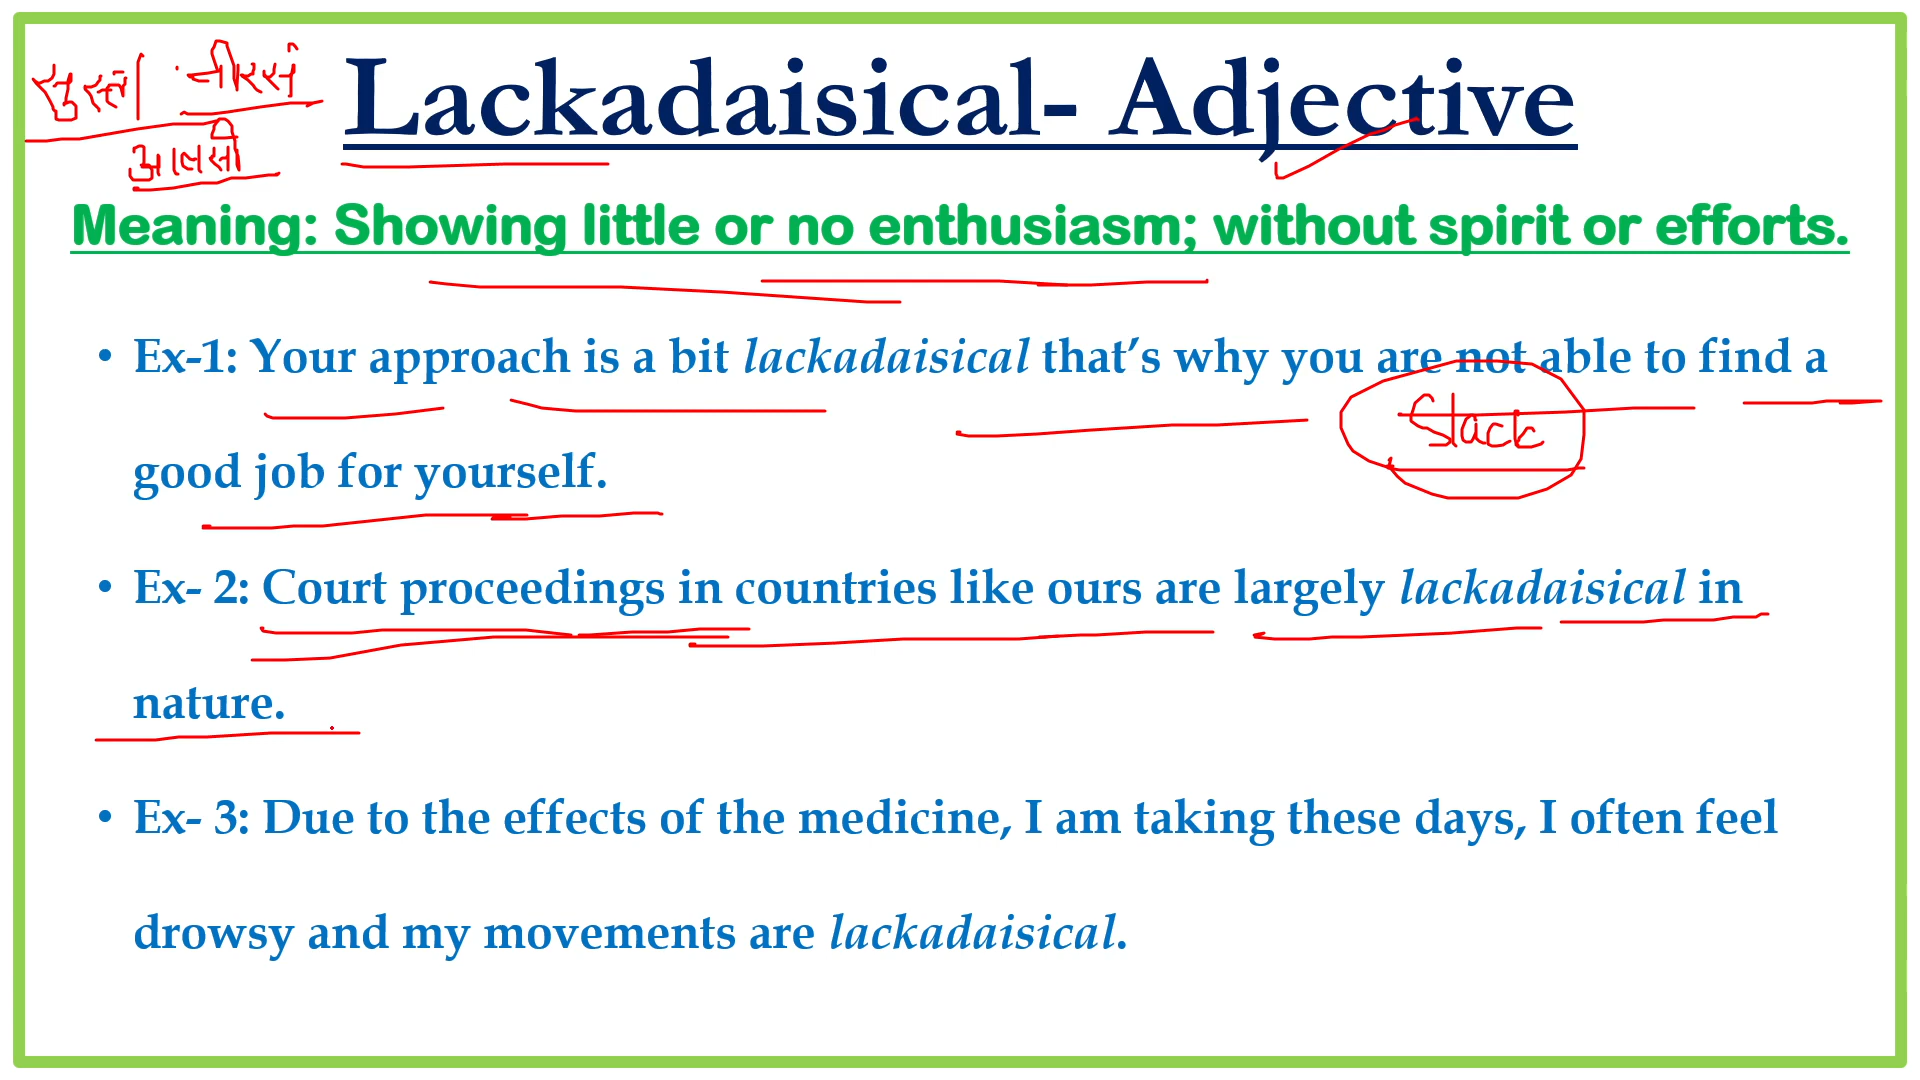 सुस्त नीरस
आलसी
Lackadaisical- Adjective
Meaning: Showing little or no enthusiasm; without spirit or efforts.
• Ex-1: Your approach is a bit lackadaisical that’s why you are not able to find a
Slack
good job for yourself.
• Ex- 2: Court proceedings in countries like ours are largely lackadaisical in
nature.
• Ex- 3: Due to the effects of the medicine, I am taking these days, I often feel
drowsy and my movements are lackadaisical.